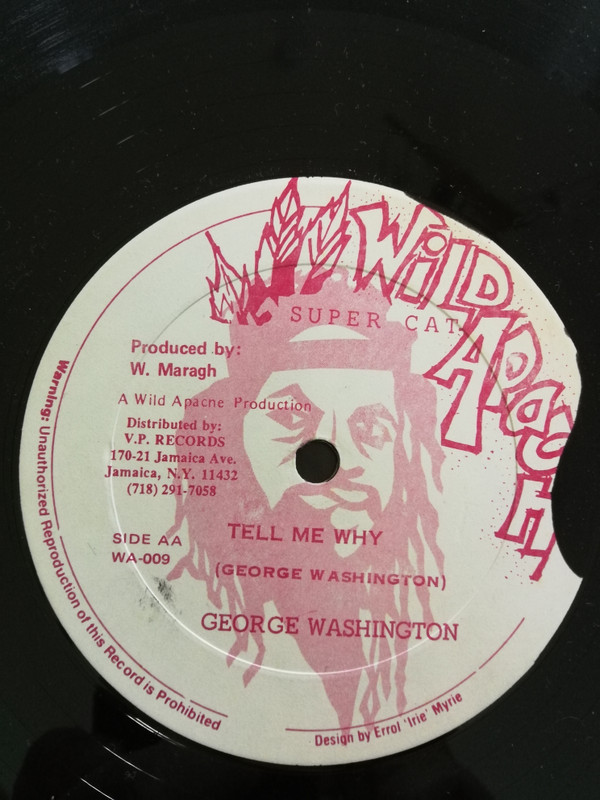 Wild
Apach
SUPER CAT
Produced by:
W. Maragh
A Wild Apacne Production
Distributed by:
V.P. RECORDS
170-21 Jamaica Ave.
Jamaica, N.Y. 11432
(718) 291-7058
SIDE AA
WA-009
TELL ME WHY
(GEORGE WASHINGTON)
GEORGE WASHINGTON
Warning: Unauthorized Reproduction of this Record is Prohibited
Design by Errol 'Irie' Myrie